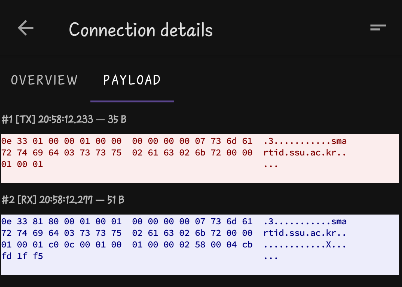 Connection details
OVERVIEW PAYLOAD
#1 [TX] 20:58:12,233 — 35 B
0e 33 01 00 00 01 00 00  00 00 00 00 07 73 6d 61  .3...........sma
72 74 69 64 03 73 73 75  02 61 63 02 6b 72 00 00  rtid.ssu.ac.kr..
01 00 01  ...
#2 [RX] 20:58:12,277 — 51 B
0e 33 81 80 00 01 00 01  00 00 00 00 07 73 6d 61  .3...........sma
72 74 69 64 03 73 73 75  02 61 63 02 6b 72 00 00  rtid.ssu.ac.kr..
01 00 01 c0 0c 00 01 00  01 00 00 02 58 00 04 cb  ............X...
fd 1f f5  ...